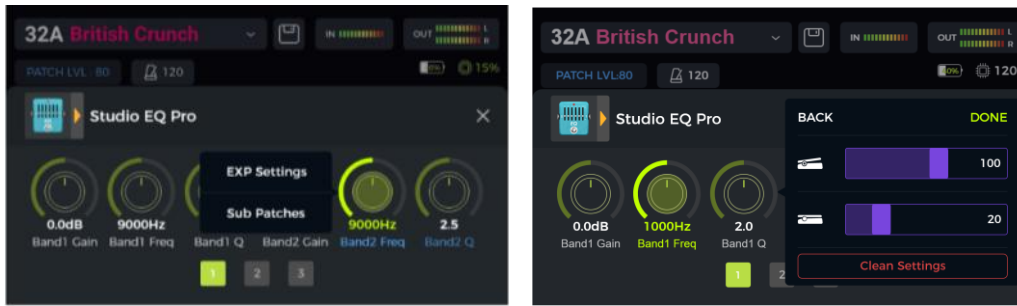 32A British Crunch
IN
OUT
L
R
PATCH LVL : 80
120
0%
15%
Studio EQ Pro
EXP Settings
Sub Patches
0.0dB
9000Hz
9000Hz
2.5
Band1 Gain
Band1 Freq
Band1 Q
Band2 Gain
Band2 Freq
Band2 Q
1
2
3
32A British Crunch
IN
OUT
L
R
PATCH LVL:80
120
0%
120
Studio EQ Pro
BACK
DONE
100
20
Clean Settings
0.0dB
1000Hz
2.0
Band1 Gain
Band1 Freq
Band1 Q
1
2